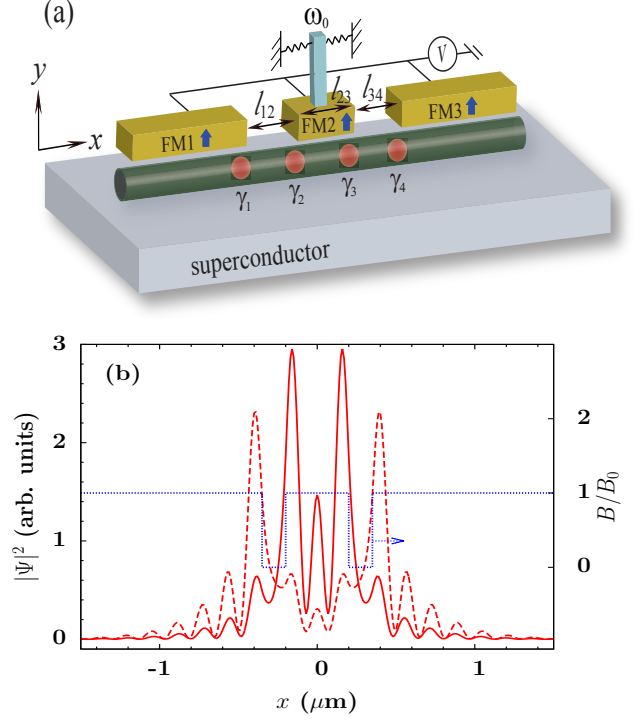 (a)
ω₀
V
y
x
l₁₂
l₂₃
l₃₄
FM1
FM2
FM3
γ₁
γ₂
γ₃
γ₄
superconductor
(b)
3
2
1
0
|Ψ|² (arb. units)
2
1
0
B/B₀
-1
0
1
x (μm)